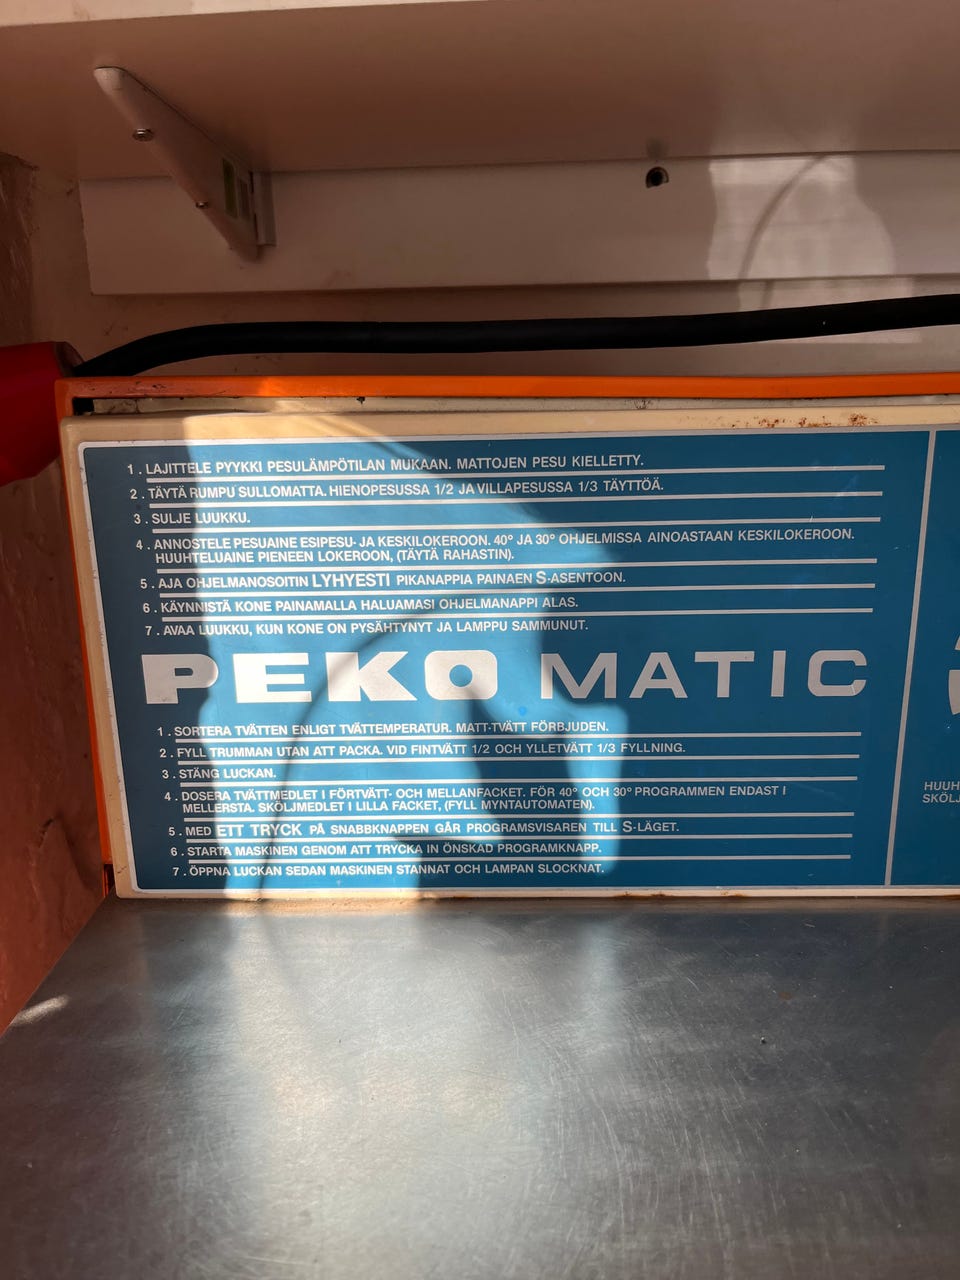 1. LAJITTELE PYYKKI PESULÄMPÖTILAN MUKAAN. MATTOJEN PESU KIELLETTY.
2. TÄYTÄ RUMPU SULLOMATTA. HIENOPESUSSA 1/2 JA VILLAPESUSSA 1/3 TÄYTTÖÄ.
3. SULJE LUUKKU.
4. ANNOSTELE PESUAINE ESIPESU- JA KESKILOKEROON. 40° JA 30° OHJELMISSA AINOASTAAN KESKILOKEROON.
HUUHTELUAINE PIENEEN LOKEROON, (TÄYTÄ RAHASTIN).
5. AJA OHJELMANOSOITIN LYHYESTI PIKANAPPIA PAINAEN S-ASENTOON.
6. KÄYNNISTÄ KONE PAINAMALLA HALUAMASI OHJELMANAPPI ALAS.
7. AVAA LUUKKU, KUN KONE ON PYSÄHTYNYT JA LAMPPU SAMMUNUT.
PEKO MATIC
1. SORTERA TVÄTTEN ENLIGT TVÄTTEMPERATUR. MATT-TVÄTT FÖRBJUDEN.
2. FYLL TRUMMAN UTAN ATT PACKA. VID FINTVÄTT 1/2 OCH YLLETVÄTT 1/3 FYLLNING.
3. STÄNG LUCKAN.
4. DOSERA TVÄTTMEDLET I FÖRTVÄTT- OCH MELLANFACKET. FÖR 40° OCH 30° PROGRAMMEN ENDAST I
MELLERSTA. SKÖLJMEDLET I LILLA FACKET, (FYLL MYNTAUTOMATEN).
5. MED ETT TRYCK PÅ SNABBKNAPPEN GÅR PROGRAMSVISAREN TILL S-LÄGET.
6. STARTA MASKINEN GENOM ATT TRYCKA IN ÖNSKAD PROGRAMKNAPP.
7. ÖPPNA LUCKAN SEDAN MASKINEN STANNAT OCH LAMPAN SLOCKNAT.
HUUH
SKÖLJ